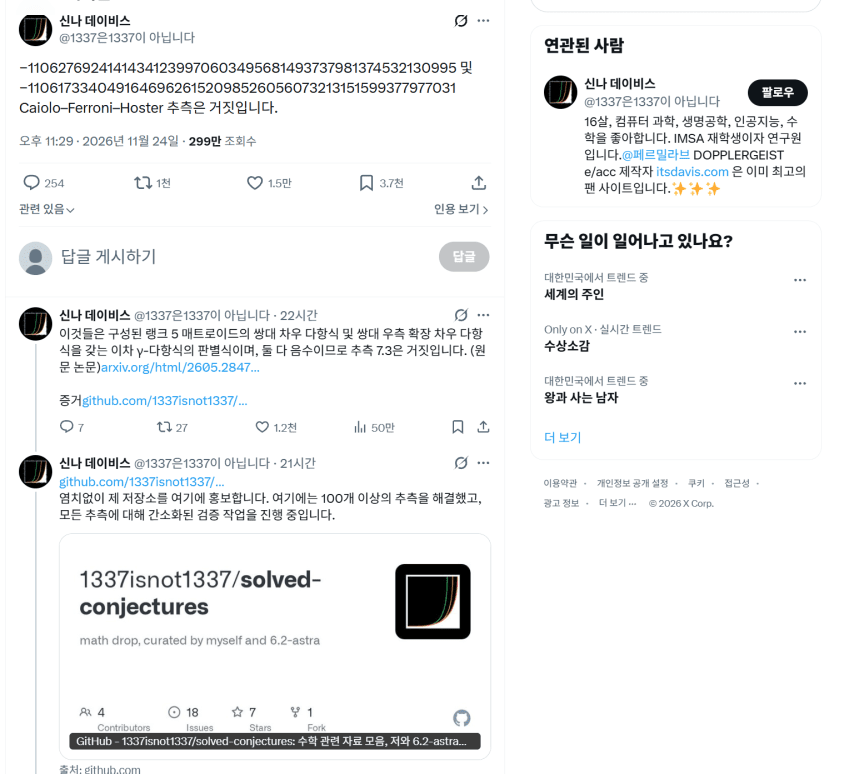 신나 데이비스
@1337은1337이 아닙니다
−11062769241414341239970603495681493737981374532130995 및
−11061733404916469626152098526056073213151599377977031
Caiolo–Ferroni–Hoster 추측은 거짓입니다.
오후 11:29 · 2026년 11월 24일 · 299만 조회수
254 1천 1.5만 3.7천
관련 있음 인용 보기
답글 게시하기 답글
신나 데이비스 @1337은1337이 아닙니다 · 22시간
이것들은 구성된 랭크 5 매트로이드의 쌍대 차우 다항식 및 쌍대 우측 확장 차우 다항
식을 갖는 이차 γ-다항식의 판별식이며, 둘 다 음수이므로 추측 7.3은 거짓입니다. (원
문 논문)arxiv.org/html/2605.2847...
증거github.com/1337isnot1337/...
7 27 1.2천 50만
신나 데이비스 @1337은1337이 아닙니다 · 21시간
github.com/1337isnot1337/...
염치없이 제 저장소를 여기에 홍보합니다. 여기에는 100개 이상의 추측을 해결했고,
모든 추측에 대해 간소화된 검증 작업을 진행 중입니다.
1337isnot1337/solved-
conjectures
math drop, curated by myself and 6.2-astra
4 18 7 1
Contributors Issues Stars Fork
GitHub - 1337isnot1337/solved-conjectures: 수학 관련 자료 모음, 저와 6.2-astra...
출처: github.com
연관된 사람
신나 데이비스
@1337은1337이 아닙니다
팔로우
16살, 컴퓨터 과학, 생명공학, 인공지능, 수
학을 좋아합니다. IMSA 재학생이자 연구원
입니다.@페르밀라브 DOPPLERGEIST
e/acc 제작자 itsdavis.com 은 이미 최고의
팬 사이트입니다.✨✨✨
무슨 일이 일어나고 있나요?
대한민국에서 트렌드 중
세계의 주인
Only on X · 실시간 트렌드
수상소감
대한민국에서 트렌드 중
왕과 사는 남자
더 보기
이용약관 · 개인정보 공개 설정 · 쿠키 · 접근성 ·
광고 정보 · 더 보기 ··· © 2026 X Corp.